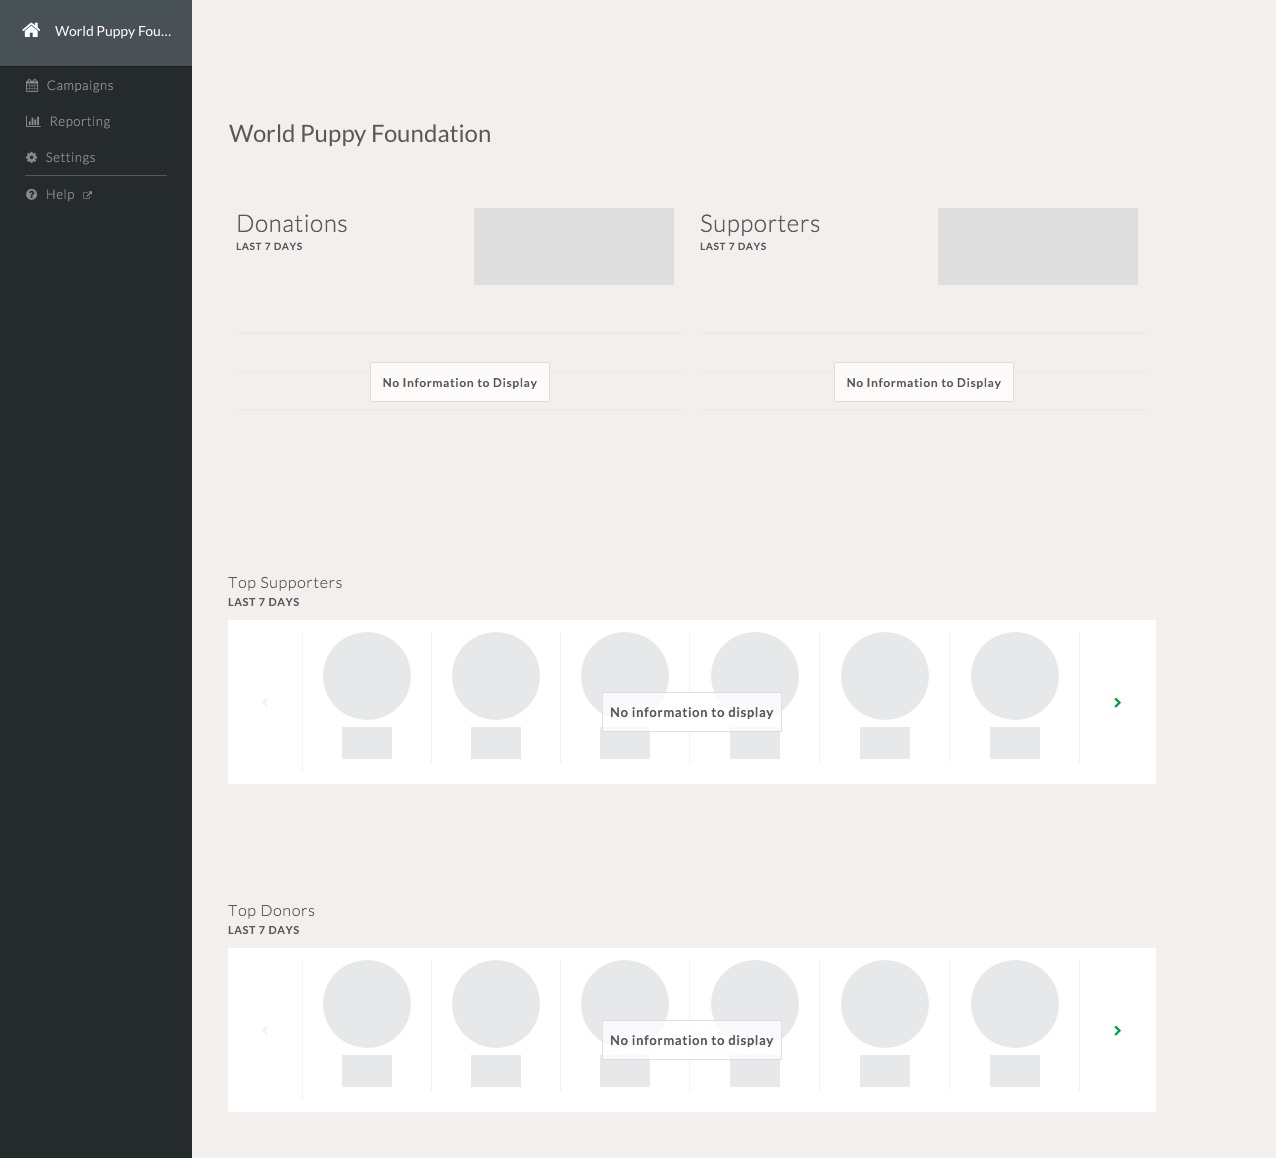 World Puppy Fou...
Campaigns
Reporting
Settings
Help
World Puppy Foundation
Donations
LAST 7 DAYS
No Information to Display
Supporters
LAST 7 DAYS
No Information to Display
Top Supporters
LAST 7 DAYS
No information to display
Top Donors
LAST 7 DAYS
No information to display